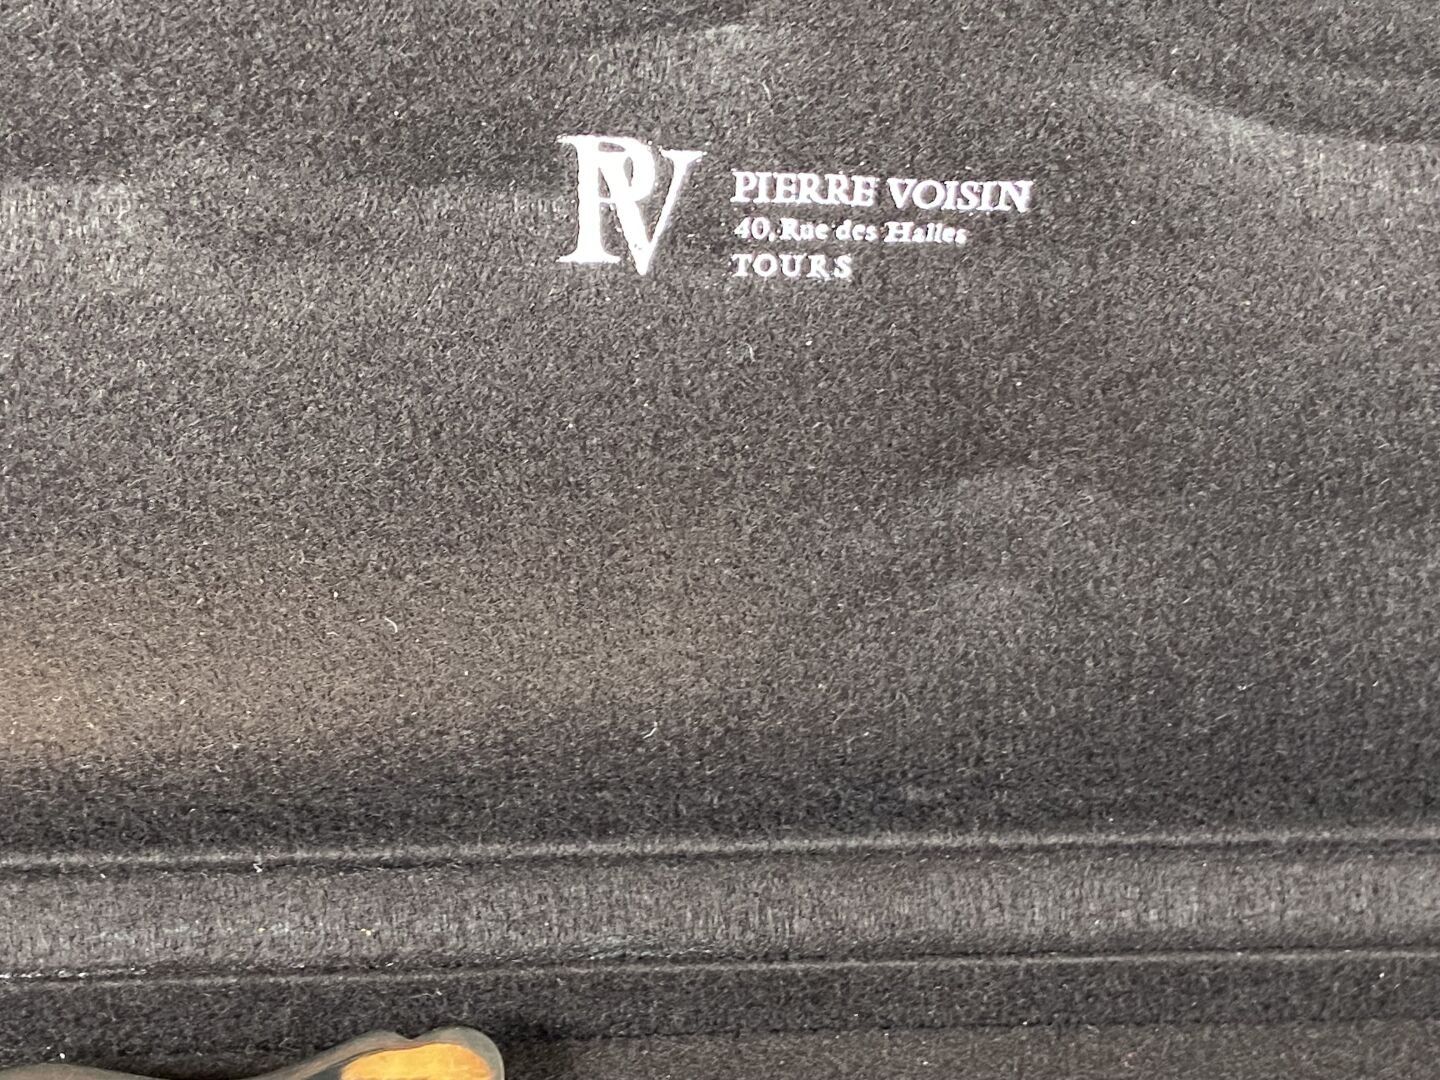 PV
PIERRE VOISIN
40, Rue des Halles
TOURS